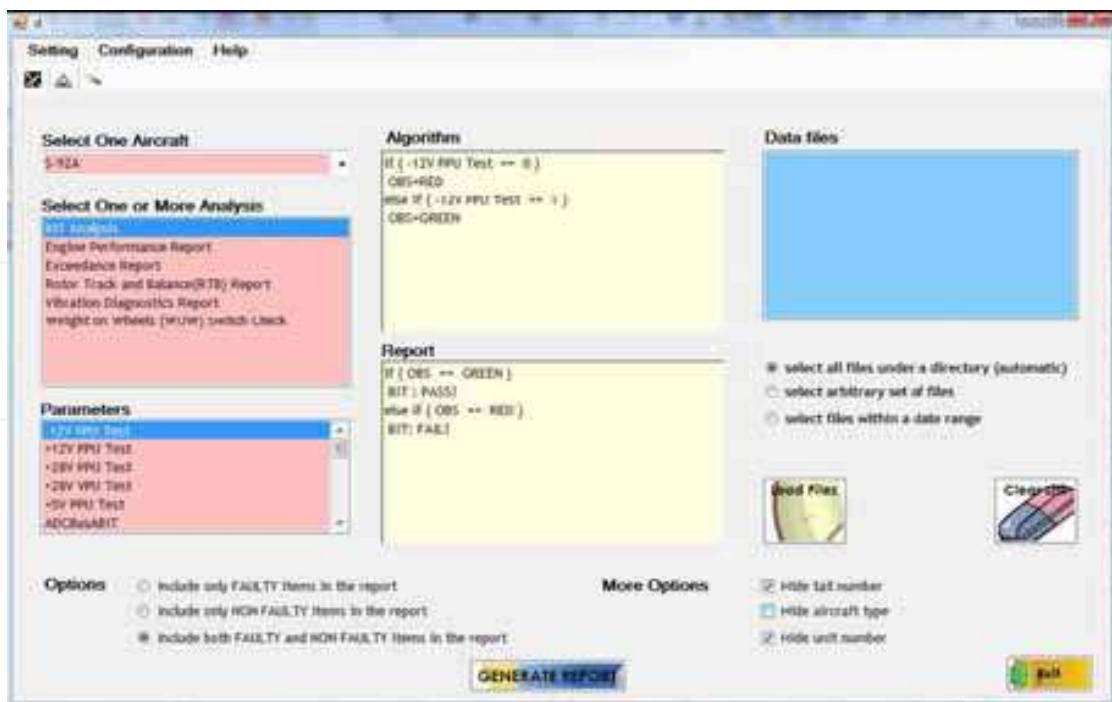 Setting Configuration Help
Select One Aircraft
S-92A
Select One or More Analysis
BIT Analysis
Engine Performance Report
Exceedance Report
Rotor Track and Balance(RTB) Report
Vibration Diagnostics Report
Weight on Wheels (WOW) Switch Check
Parameters
-12V PPU Test
+12V PPU Test
+28V PPU Test
+28V VPU Test
+5V PPU Test
ADCBusABIT
Algorithm
If ( -12V PPU Test == 0 )
OBS=RED
else if ( -12V PPU Test == 1 )
OBS=GREEN
Report
If ( OBS == GREEN )
BIT : PASS!
else if ( OBS == RED )
BIT: FAIL!
Data files
select all files under a directory (automatic)
select arbitrary set of files
select files within a date range
Load Files
Options
Include only FAULTY items in the report
Include only NON FAULTY items in the report
Include both FAULTY and NON FAULTY items in the report
More Options
Hide tail number
Hide aircraft type
Hide unit number
GENERATE REPORT
Exit